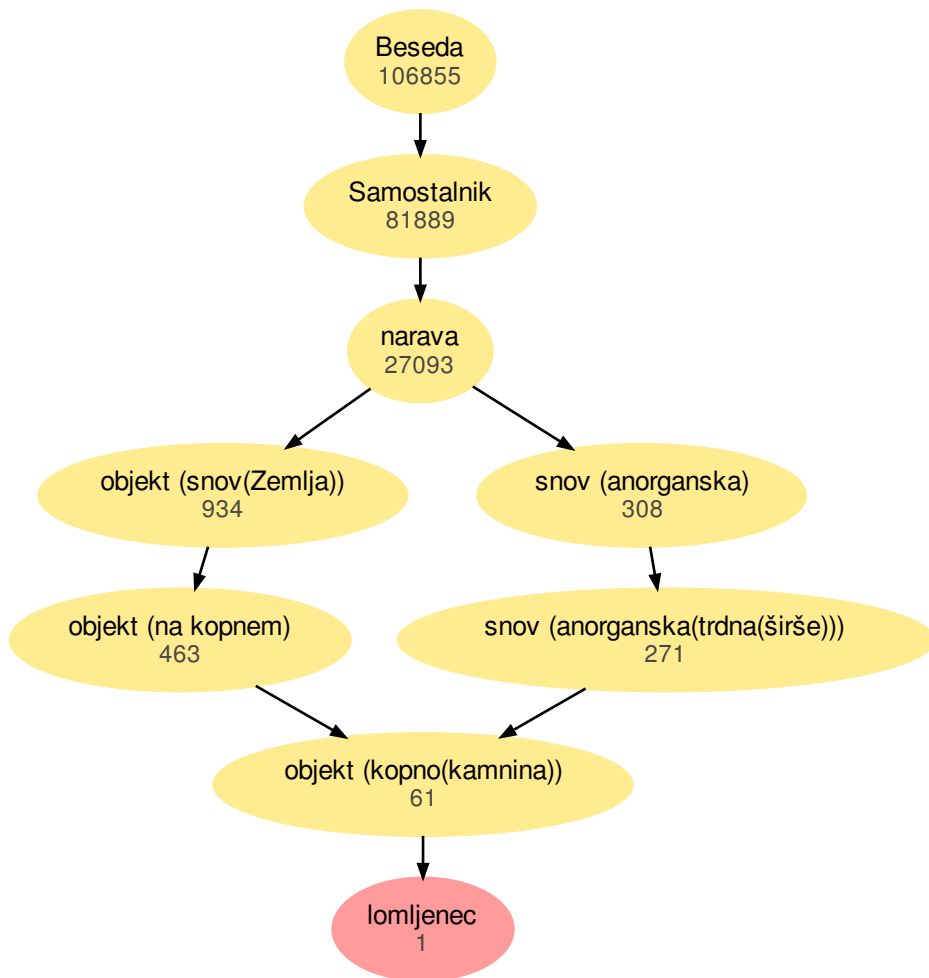 Beseda
106855
Samostalnik
81889
narava
27093
objekt (snov(Zemlja))
934
snov (anorganska)
308
objekt (na kopnem)
463
snov (anorganska(trdna(širše)))
271
objekt (kopno(kamnina))
61
lomljenec
1